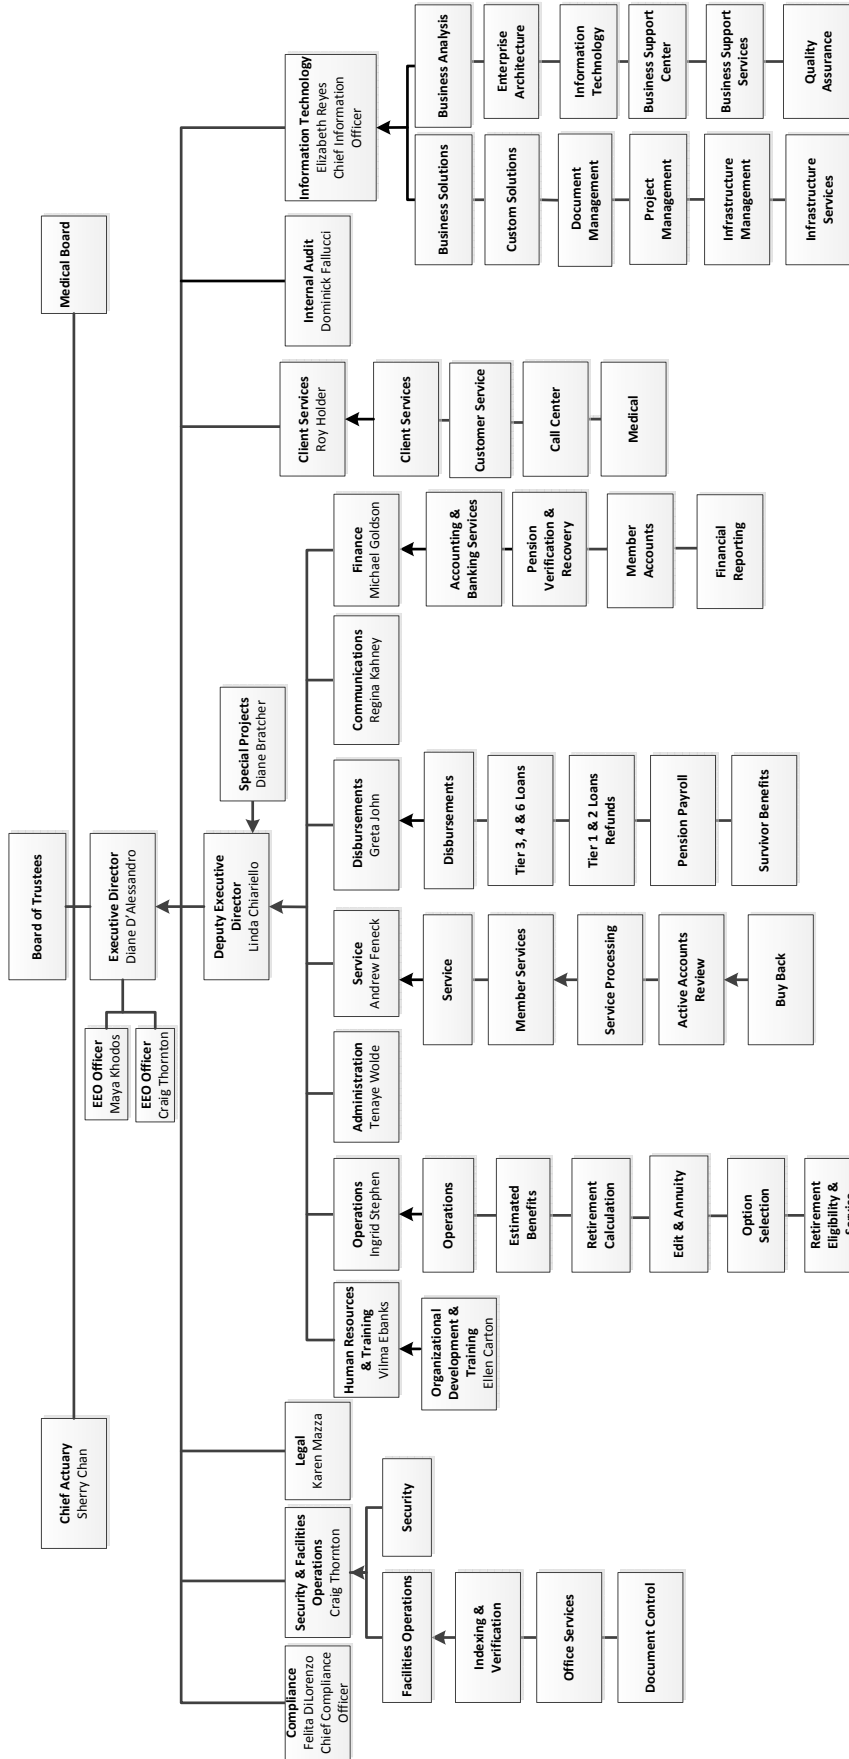 Board of Trustees
Chief Actuary
Sherry Chan
Medical Board
Executive Director
Diane D'Alessandro
EEO Officer
Maya Khodos
EEO Officer
Craig Thornton
Deputy Executive
Director
Linda Chiariello
Special Projects
Diane Bratcher
Compliance
Felita DiLorenzo
Chief Compliance
Officer
Security & Facilities
Operations
Craig Thornton
Facilities Operations
Indexing &
Verification
Office Services
Document Control
Security
Legal
Karen Mazza
Human Resources
& Training
Vilma Ebanks
Organizational
Development &
Training
Ellen Carton
Operations
Ingrid Stephen
Operations
Estimated
Benefits
Retirement
Calculation
Edit & Annuity
Option
Selection
Retirement
Eligibility &
Administration
Tenaye Wolde
Service
Andrew Feneck
Service
Member Services
Service Processing
Active Accounts
Review
Buy Back
Disbursements
Greta John
Disbursements
Tier 3, 4 & 6 Loans
Tier 1 & 2 Loans
Refunds
Pension Payroll
Survivor Benefits
Communications
Regina Kahney
Finance
Michael Goldson
Accounting &
Banking Services
Pension
Verification &
Recovery
Member
Accounts
Financial
Reporting
Client Services
Roy Holder
Client Services
Customer Service
Call Center
Medical
Internal Audit
Dominick Fallucci
Information Technology
Elizabeth Reyes
Chief Information
Officer
Business Solutions
Custom Solutions
Document
Management
Project
Management
Infrastructure
Management
Infrastructure
Services
Business Analysis
Enterprise
Architecture
Information
Technology
Business Support
Center
Business Support
Services
Quality
Assurance